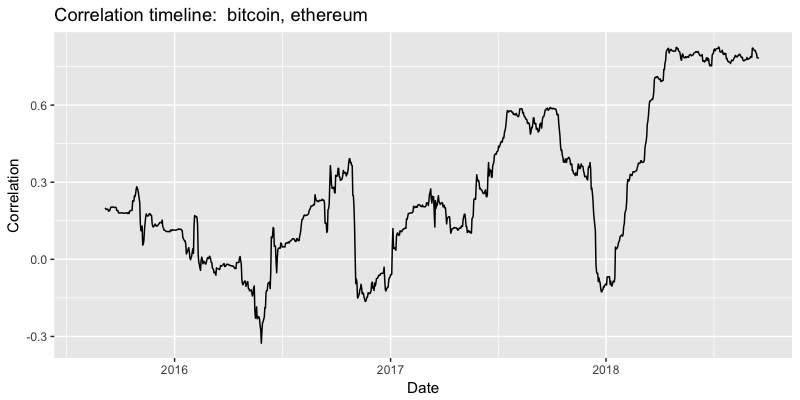 Correlation timeline:  bitcoin, ethereum
Correlation
0.6
0.3
0.0
-0.3
2016
2017
2018
Date